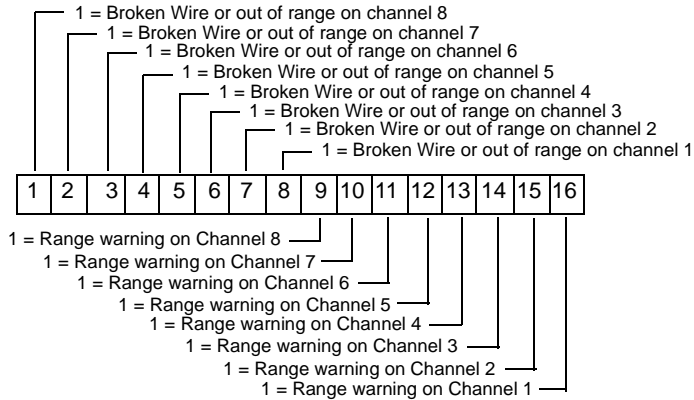 1 = Broken Wire or out of range on channel 8
1 = Broken Wire or out of range on channel 7
1 = Broken Wire or out of range on channel 6
1 = Broken Wire or out of range on channel 5
1 = Broken Wire or out of range on channel 4
1 = Broken Wire or out of range on channel 3
1 = Broken Wire or out of range on channel 2
1 = Broken Wire or out of range on channel 1
1 2 3 4 5 6 7 8 9 10 11 12 13 14 15 16
1 = Range warning on Channel 8
1 = Range warning on Channel 7
1 = Range warning on Channel 6
1 = Range warning on Channel 5
1 = Range warning on Channel 4
1 = Range warning on Channel 3
1 = Range warning on Channel 2
1 = Range warning on Channel 1